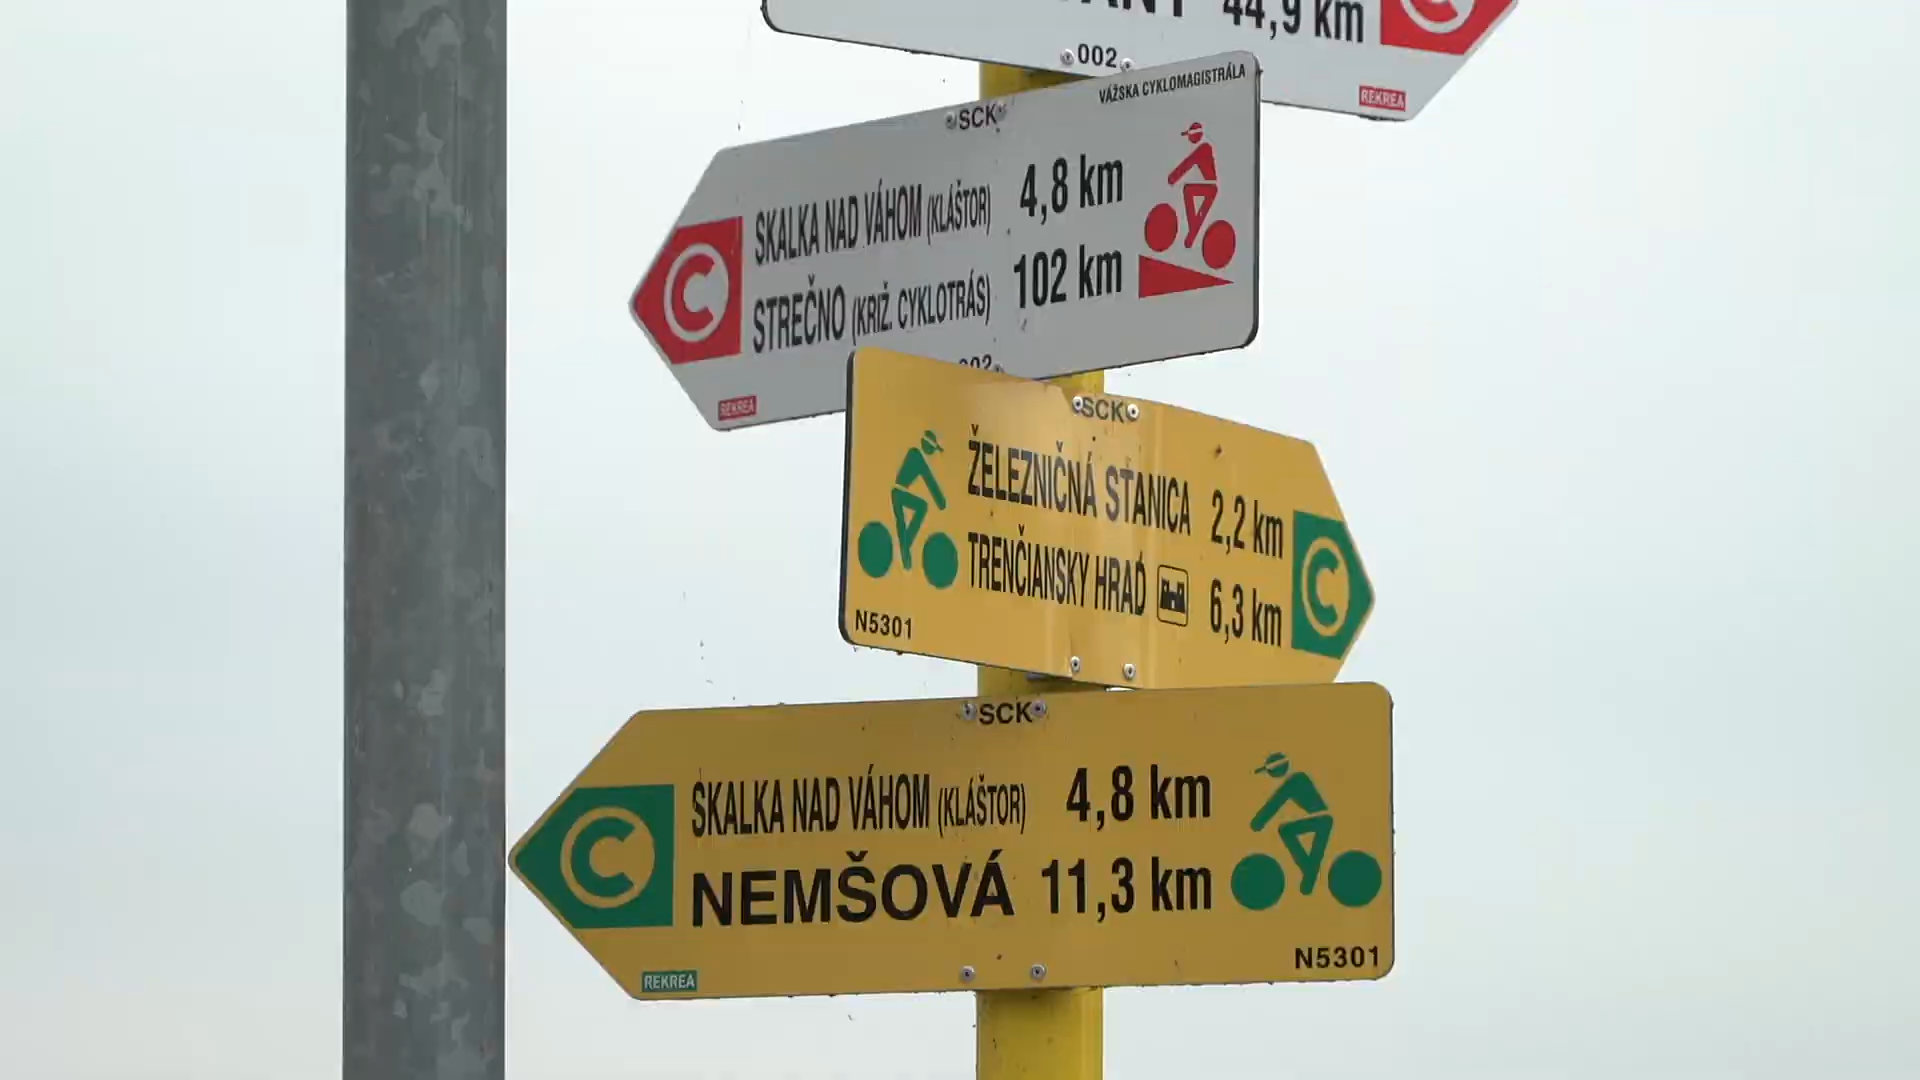 44,9 km
C
002
REKREA
VÁŽSKA CYKLOMAGISTRÁLA
SCK
SKALKA NAD VÁHOM (KLÁŠTOR) 4,8 km
STREČNO (KRIŽ. CYKLOTRÁS) 102 km
C
002
REKREA
SCK
ŽELEZNIČNÁ STANICA 2,2 km
TRENČIANSKY HRAD 6,3 km
C
N5301
SCK
SKALKA NAD VÁHOM (KLÁŠTOR) 4,8 km
NEMŠOVÁ 11,3 km
C
N5301
REKREA